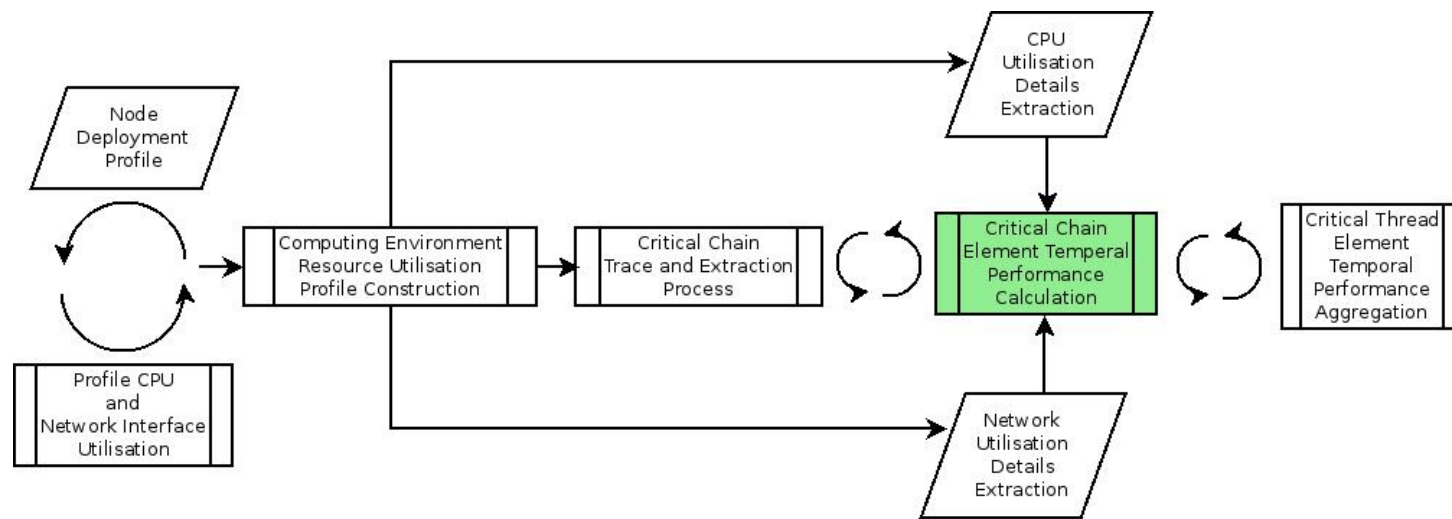 Node
Deployment
Profile
Profile CPU
and
Network Interface
Utilisation
Computing Environment
Resource Utilisation
Profile Construction
Critical Chain
Trace and Extraction
Process
CPU
Utilisation
Details
Extraction
Critical Chain
Element Temperal
Performance
Calculation
Network
Utilisation
Details
Extraction
Critical Thread
Element
Temporal
Performance
Aggregation